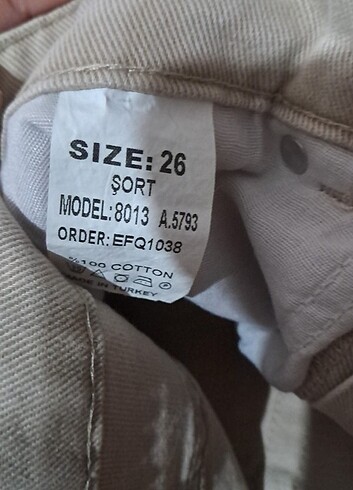 SIZE: 26
ŞORT
MODEL:8013 A.5793
ORDER:EFQ1038
%100 COTTON
MADE IN TURKEY